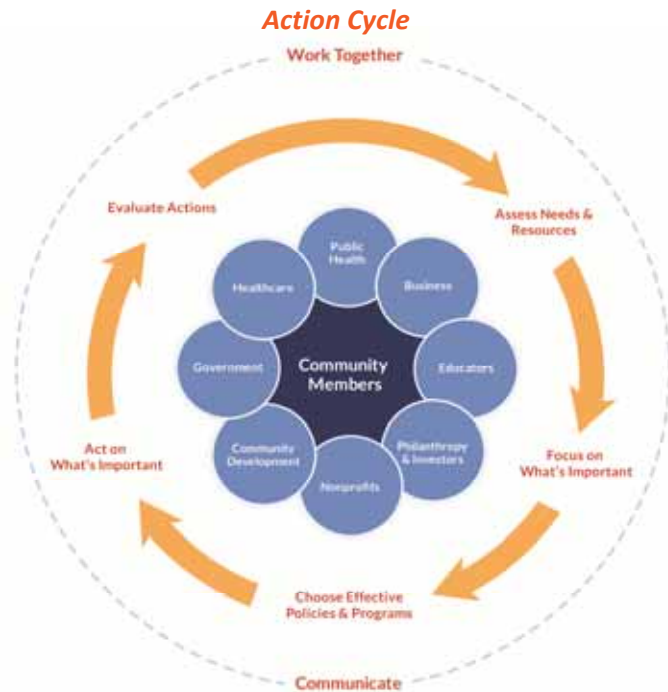 Action Cycle
Work Together
Evaluate Actions
Assess Needs &
Resources
Public
Health
Healthcare
Business
Government
Community
Members
Educators
Act on
What's Important
Community
Development
Philanthropy
& Investors
Focus on
What's Important
Nonprofits
Choose Effective
Policies & Programs
Communicate